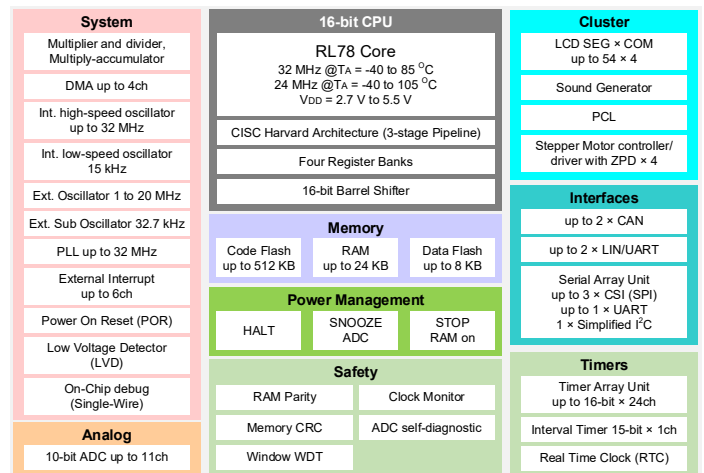 System
Multiplier and divider,
Multiply-accumulator
DMA up to 4ch
Int. high-speed oscillator
up to 32 MHz
Int. low-speed oscillator
15 kHz
Ext. Oscillator 1 to 20 MHz
Ext. Sub Oscillator 32.7 kHz
PLL up to 32 MHz
External Interrupt
up to 6ch
Power On Reset (POR)
Low Voltage Detector
(LVD)
On-Chip debug
(Single-Wire)
Analog
10-bit ADC up to 11ch
16-bit CPU
RL78 Core
32 MHz @TA = -40 to 85 °C
24 MHz @TA = -40 to 105 °C
VDD = 2.7 V to 5.5 V
CISC Harvard Architecture (3-stage Pipeline)
Four Register Banks
16-bit Barrel Shifter
Memory
Code Flash
up to 512 KB
RAM
up to 24 KB
Data Flash
up to 8 KB
Power Management
HALT
SNOOZE
ADC
STOP
RAM on
Safety
RAM Parity
Clock Monitor
Memory CRC
ADC self-diagnostic
Window WDT
Cluster
LCD SEG × COM
up to 54 × 4
Sound Generator
PCL
Stepper Motor controller/
driver with ZPD × 4
Interfaces
up to 2 × CAN
up to 2 × LIN/UART
Serial Array Unit
up to 3 × CSI (SPI)
up to 1 × UART
1 × Simplified I²C
Timers
Timer Array Unit
up to 16-bit × 24ch
Interval Timer 15-bit × 1ch
Real Time Clock (RTC)